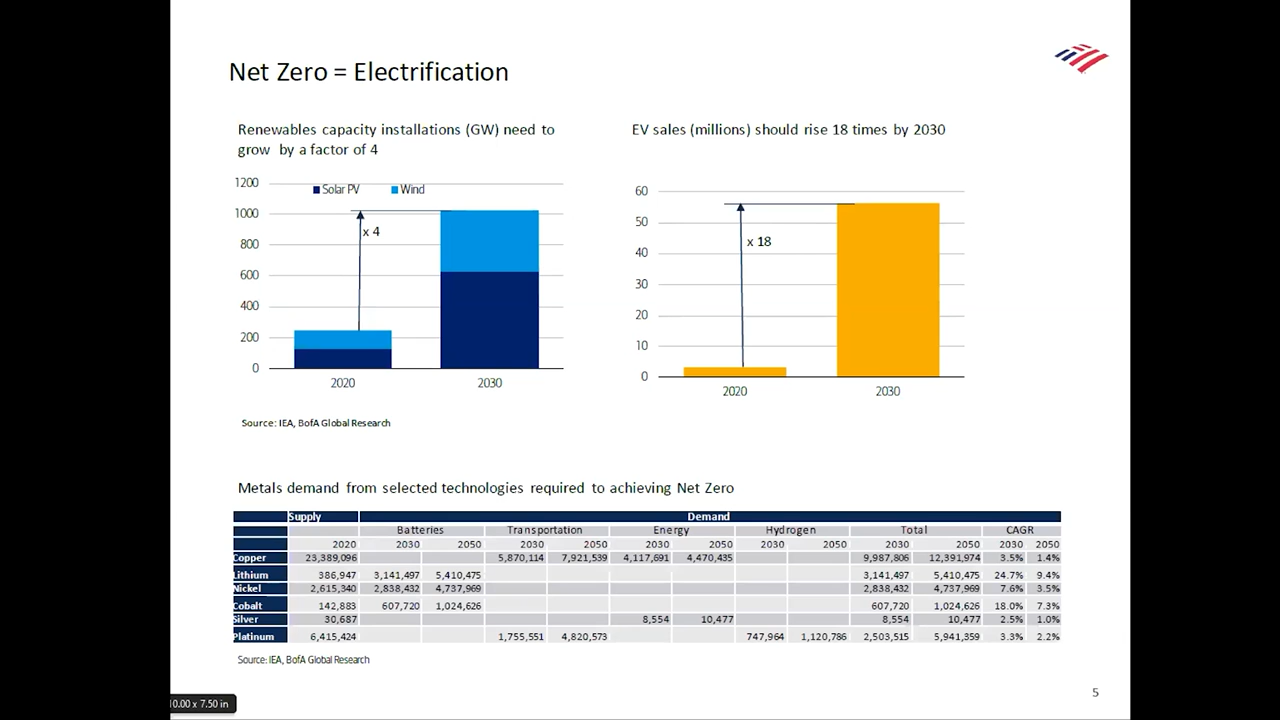 Net Zero = Electrification
Renewables capacity installations (GW) need to
grow by a factor of 4
1200
1000
800
600
400
200
0
Solar PV Wind
x 4
2020 2030
Source: IEA, BofA Global Research
EV sales (millions) should rise 18 times by 2030
60
50
40
30
20
10
0
x 18
2020 2030
Metals demand from selected technologies required to achieving Net Zero
Supply Demand
Batteries Transportation Energy Hydrogen Total CAGR
2020 2030 2050 2030 2050 2030 2050 2030 2050 2030 2050 2030 2050
Copper 23,389,096 5,870,114 7,921,539 4,117,691 4,470,435 9,987,806 12,391,974 3.5% 1.4%
Lithium 386,947 3,141,497 5,410,475 3,141,497 5,410,475 24.7% 9.4%
Nickel 2,615,340 2,838,432 4,737,969 2,838,432 4,737,969 7.6% 3.5%
Cobalt 142,883 607,720 1,024,626 607,720 1,024,626 18.0% 7.3%
Silver 30,687 8,554 10,477 8,554 10,477 2.5% 1.0%
Platinum 6,415,424 1,755,551 4,820,573 747,964 1,120,786 2,503,515 5,941,359 3.3% 2.2%
Source: IEA, BofA Global Research
5
10.00 x 7.50 in